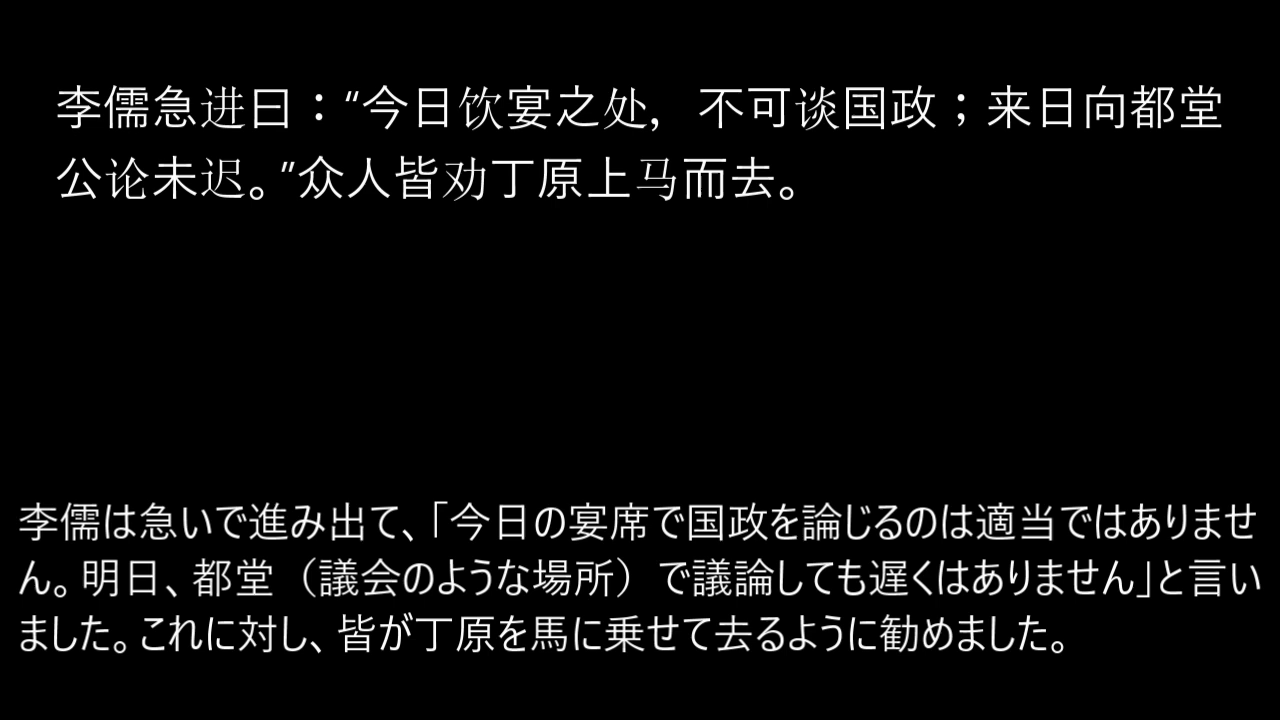 李儒急进曰：“今日饮宴之处，不可谈国政；来日向都堂
公论未迟。”众人皆劝丁原上马而去。
李儒は急いで進み出て、「今日の宴席で国政を論じるのは適当ではありませ
ん。明日、都堂（議会のような場所）で議論しても遅くはありません」と言い
ました。これに対し、皆が丁原を馬に乗せて去るように勧めました。